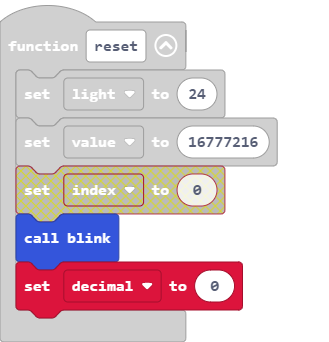 function reset
set light to 24
set value to 16777216
set index to 0
call blink
set decimal to 0